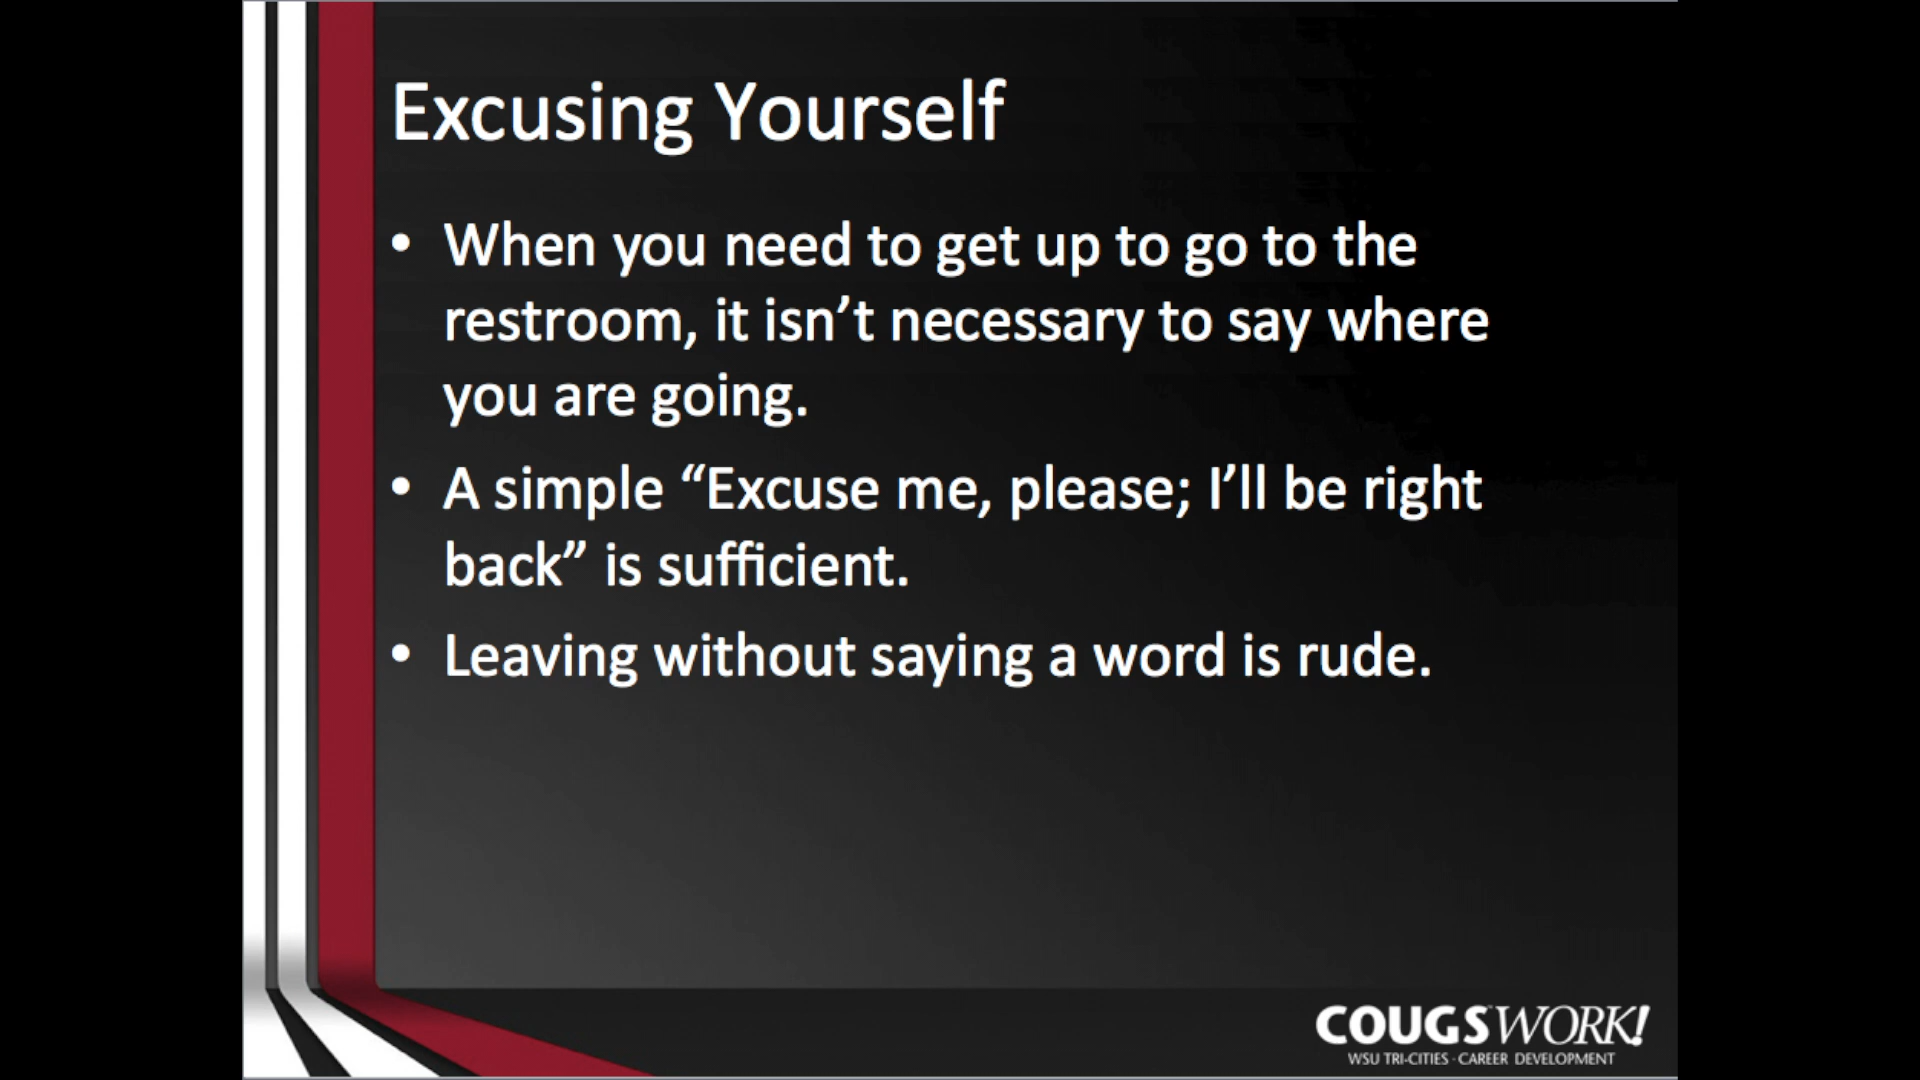 Excusing Yourself
• When you need to get up to go to the
restroom, it isn’t necessary to say where
you are going.
• A simple “Excuse me, please; I’ll be right
back” is sufficient.
• Leaving without saying a word is rude.
COUGSWORK!
WSU TRI-CITIES · CAREER DEVELOPMENT